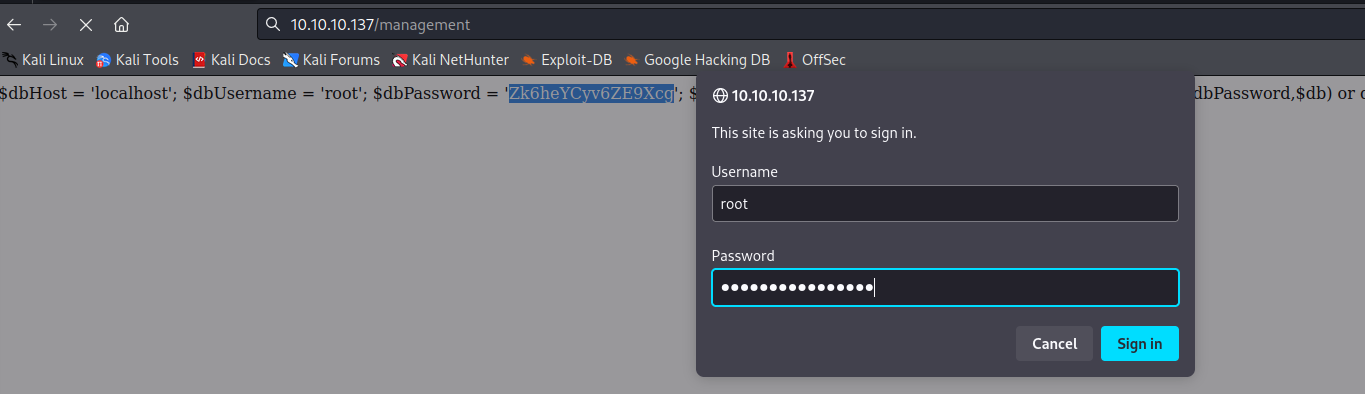 10.10.10.137/management
Kali Linux Kali Tools Kali Docs Kali Forums Kali NetHunter Exploit-DB Google Hacking DB OffSec
$dbHost = 'localhost'; $dbUsername = 'root'; $dbPassword = 'Zk6heYCyv6ZE9Xcg'; $ dbPassword,$db) or d
10.10.10.137
This site is asking you to sign in.
Username
root
Password
●●●●●●●●●●●●●●●●
Cancel Sign in